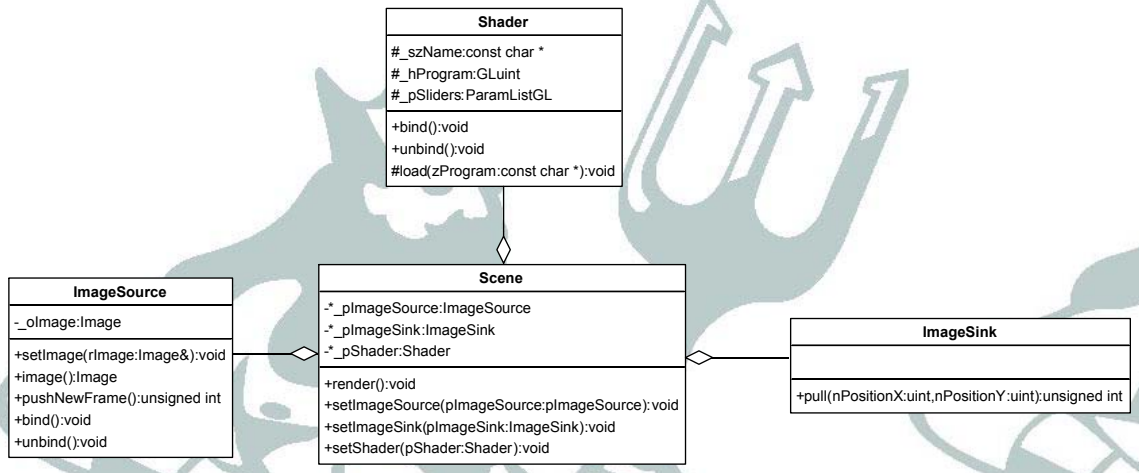 Shader
#_szName:const char *
#_hProgram:GLuint
#_pSliders:ParamListGL
+bind():void
+unbind():void
#load(zProgram:const char *):void
ImageSource
-_oImage:Image
+setImage(rImage:Image&):void
+image():Image
+pushNewFrame():unsigned int
+bind():void
+unbind():void
Scene
-*_pImageSource:ImageSource
-*_pImageSink:ImageSink
-*_pShader:Shader
+render():void
+setImageSource(pImageSource:pImageSource):void
+setImageSink(pImageSink:ImageSink):void
+setShader(pShader:Shader):void
ImageSink
+pull(nPositionX:uint,nPositionY:uint):unsigned int